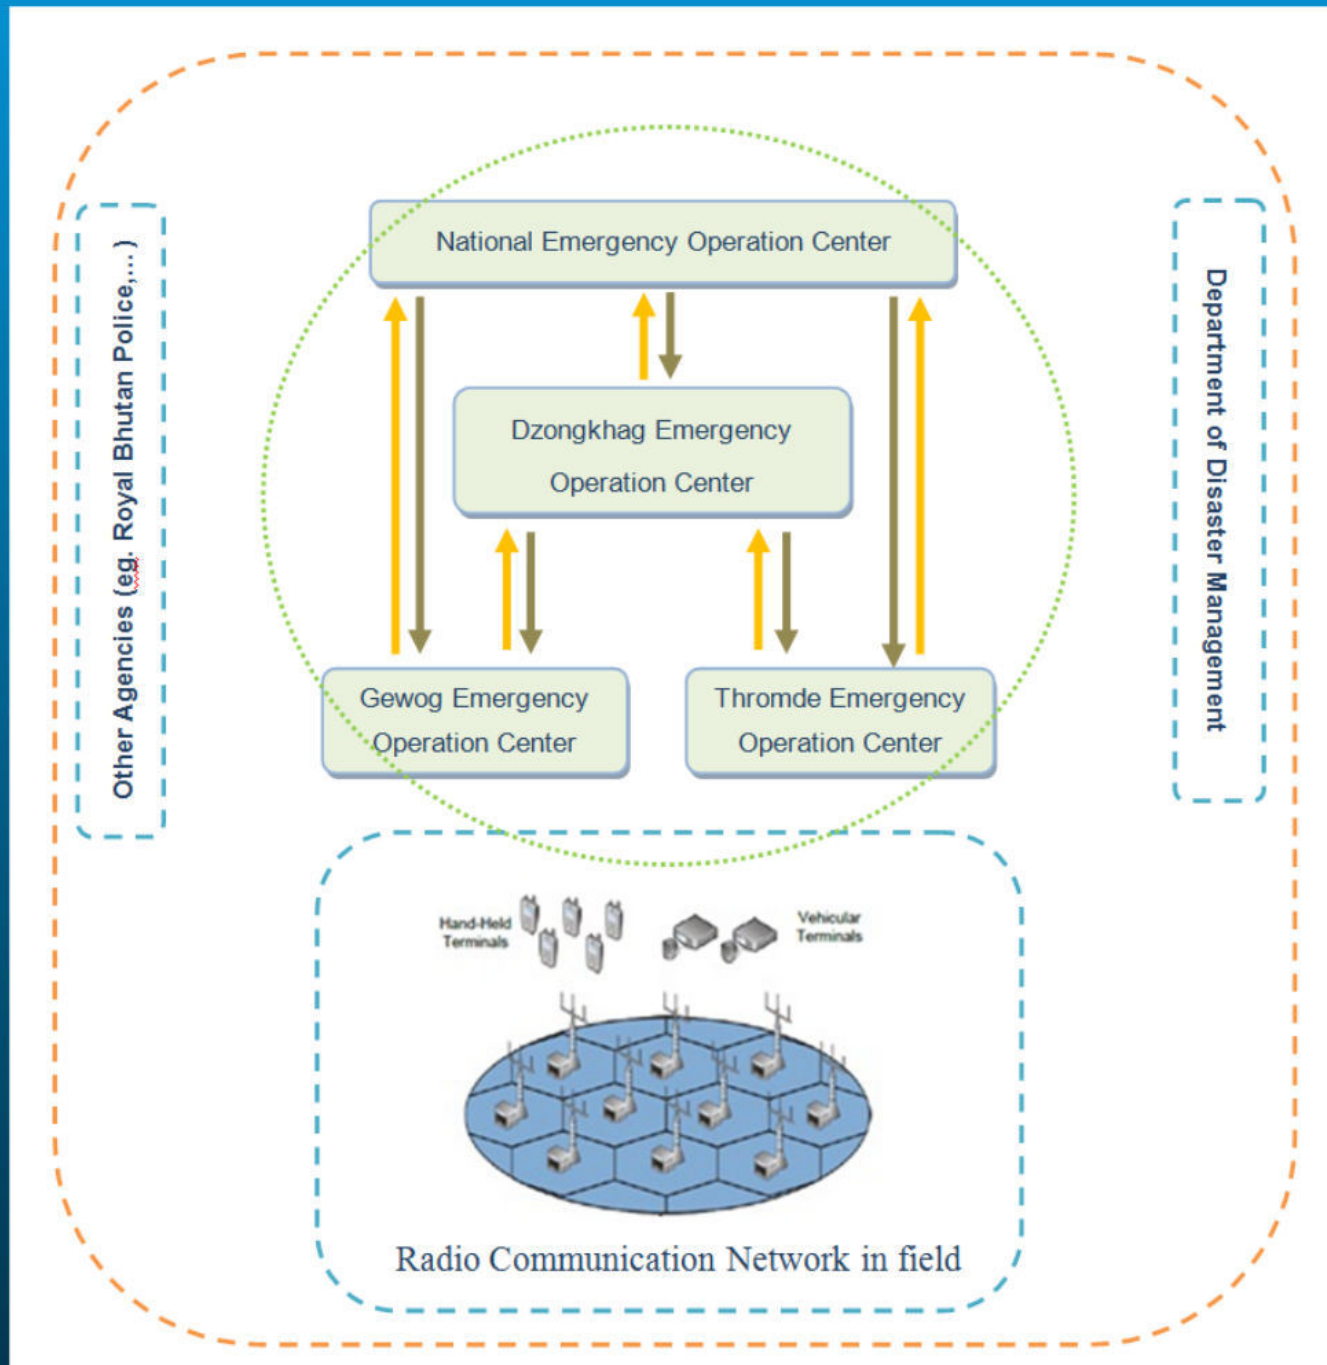 National Emergency Operation Center
Other Agencies (eg. Royal Bhutan Police,...)
Department of Disaster Management
Dzongkhag Emergency
Operation Center
Gewog Emergency
Operation Center
Thromde Emergency
Operation Center
Hand-Held
Terminals
Vehicular
Terminals
Radio Communication Network in field